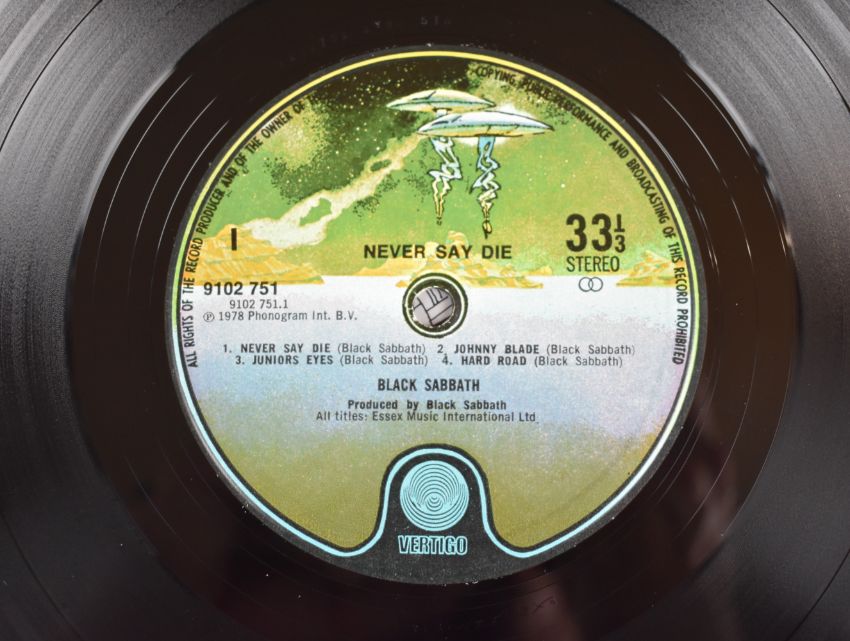 ALL RIGHTS OF THE RECORD PRODUCER AND OF THE OWNER OF
COPYING PUBLIC PERFORMANCE AND BROADCASTING OF THIS RECORD PROHIBITED
I
NEVER SAY DIE
33⅓
STEREO
9102 751
9102 751.1
℗ 1978 Phonogram Int. B.V.
1. NEVER SAY DIE (Black Sabbath) 2. JOHNNY BLADE (Black Sabbath)
3. JUNIORS EYES (Black Sabbath) 4. HARD ROAD (Black Sabbath)
BLACK SABBATH
Produced by Black Sabbath
All titles: Essex Music International Ltd.
VERTIGO